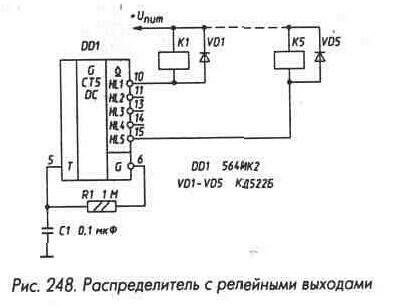 +Uпит
DD1
K1
VD1
K5
VD5
G
CT5
DC
Q
HL1 10
HL2 11
HL3 13
HL4 14
HL5 15
5 T
G 6
R1 1 M
C1 0,1 мкФ
DD1 564ИК2
VD1-VD5 КД522Б
Рис. 248. Распределитель с релейными выходами